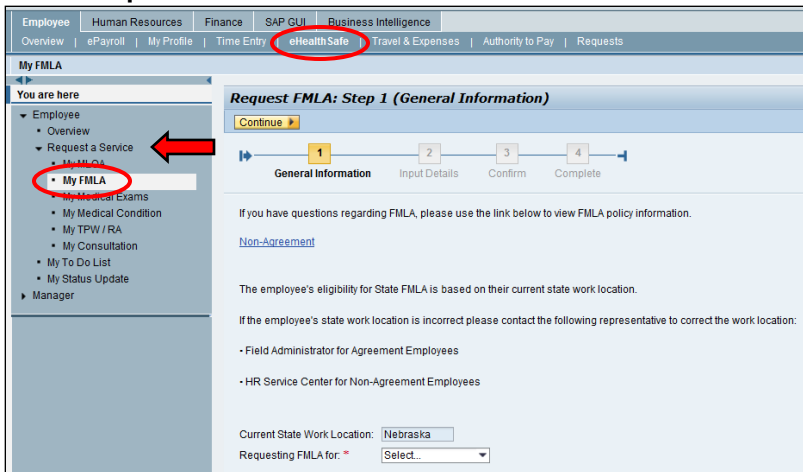 Employee Human Resources Finance SAP GUI Business Intelligence
Overview | ePayroll | My Profile | Time Entry | eHealthSafe | Travel & Expenses | Authority to Pay | Requests
My FMLA
You are here
Employee
• Overview
Request a Service
• My MLOA
• My FMLA
• My Medical Exams
• My Medical Condition
• My TPW / RA
• My Consultation
• My To Do List
• My Status Update
Manager
Request FMLA: Step 1 (General Information)
Continue
1 2 3 4
General Information Input Details Confirm Complete
If you have questions regarding FMLA, please use the link below to view FMLA policy information.
Non-Agreement
The employee's eligibility for State FMLA is based on their current state work location.
If the employee's state work location is incorrect please contact the following representative to correct the work location:
- Field Administrator for Agreement Employees
- HR Service Center for Non-Agreement Employees
Current State Work Location: Nebraska
Requesting FMLA for: * Select...